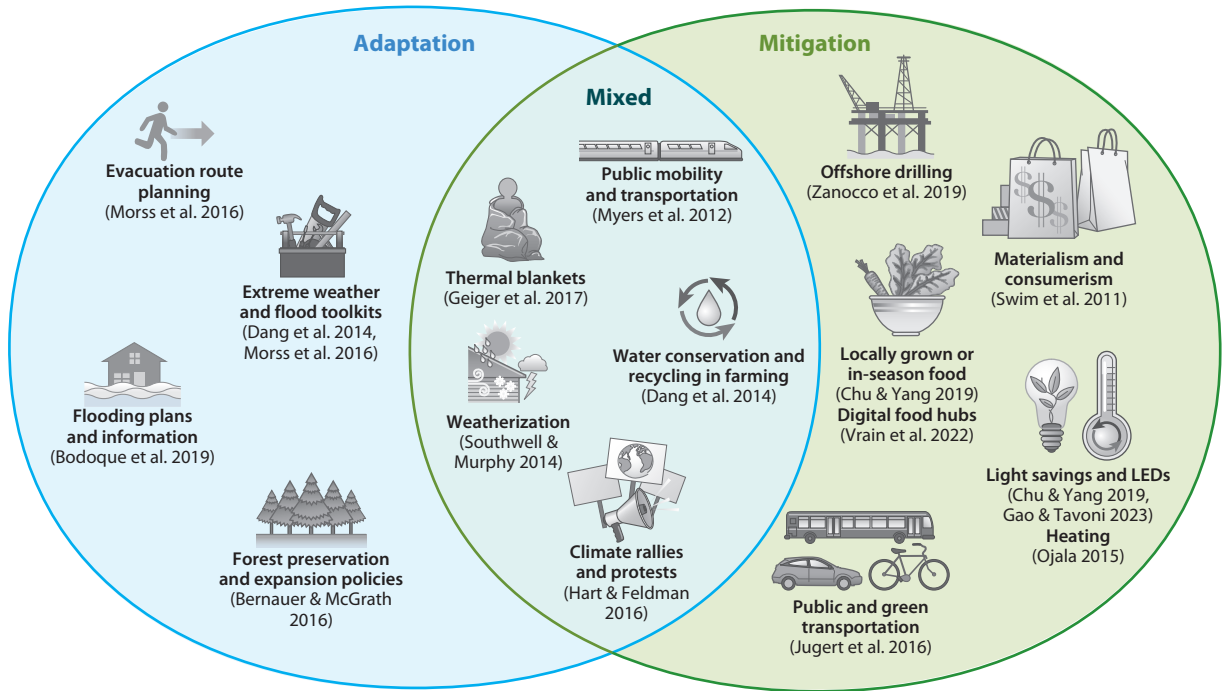 Adaptation
Mitigation
Mixed
Evacuation route
planning
(Morss et al. 2016)
Extreme weather
and flood toolkits
(Dang et al. 2014,
Morss et al. 2016)
Flooding plans
and information
(Bodoque et al. 2019)
Forest preservation
and expansion policies
(Bernauer & McGrath
2016)
Public mobility
and transportation
(Myers et al. 2012)
Thermal blankets
(Geiger et al. 2017)
Water conservation and
recycling in farming
(Dang et al. 2014)
Weatherization
(Southwell &
Murphy 2014)
Climate rallies
and protests
(Hart & Feldman
2016)
Offshore drilling
(Zanocco et al. 2019)
$
$ $
$
Materialism and
consumerism
(Swim et al. 2011)
Locally grown or
in-season food
(Chu & Yang 2019)
Digital food hubs
(Vrain et al. 2022)
Light savings and LEDs
(Chu & Yang 2019,
Gao & Tavoni 2023)
Heating
(Ojala 2015)
Public and green
transportation
(Jugert et al. 2016)